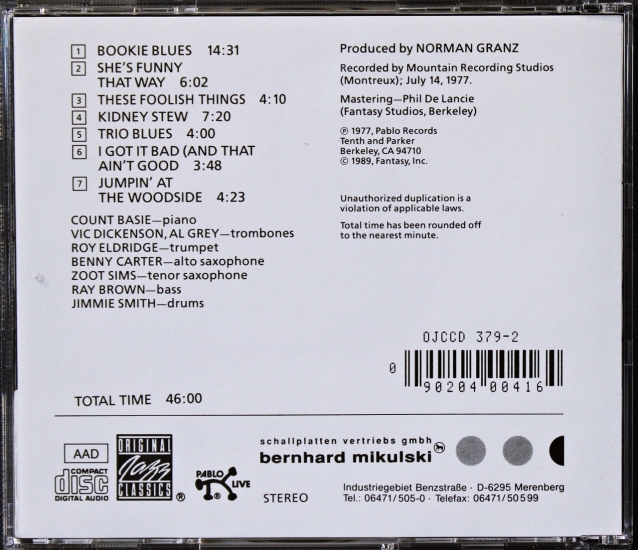 1 BOOKIE BLUES 14:31
2 SHE'S FUNNY
THAT WAY 6:02
3 THESE FOOLISH THINGS 4:10
4 KIDNEY STEW 7:20
5 TRIO BLUES 4:00
6 I GOT IT BAD (AND THAT
AIN'T GOOD 3:48
7 JUMPIN' AT
THE WOODSIDE 4:23
COUNT BASIE—piano
VIC DICKENSON, AL GREY—trombones
ROY ELDRIDGE—trumpet
BENNY CARTER—alto saxophone
ZOOT SIMS—tenor saxophone
RAY BROWN—bass
JIMMIE SMITH—drums
TOTAL TIME 46:00
Produced by NORMAN GRANZ
Recorded by Mountain Recording Studios
(Montreux); July 14, 1977.
Mastering—Phil De Lancie
(Fantasy Studios, Berkeley)
℗ 1977, Pablo Records
Tenth and Parker
Berkeley, CA 94710
© 1989, Fantasy, Inc.
Unauthorized duplication is a
violation of applicable laws.
Total time has been rounded off
to the nearest minute.
OJCCD 379-2
0 90204 00416
AAD
COMPACT
disc
DIGITAL AUDIO
ORIGINAL
Jazz
CLASSICS ®
PABLO
LIVE
®
STEREO
schallplatten vertriebs gmbh
bernhard mikulski
Industriegebiet Benzstraße · D-6295 Merenberg
Tel.: 06471/505-0 · Telefax: 06471/50599